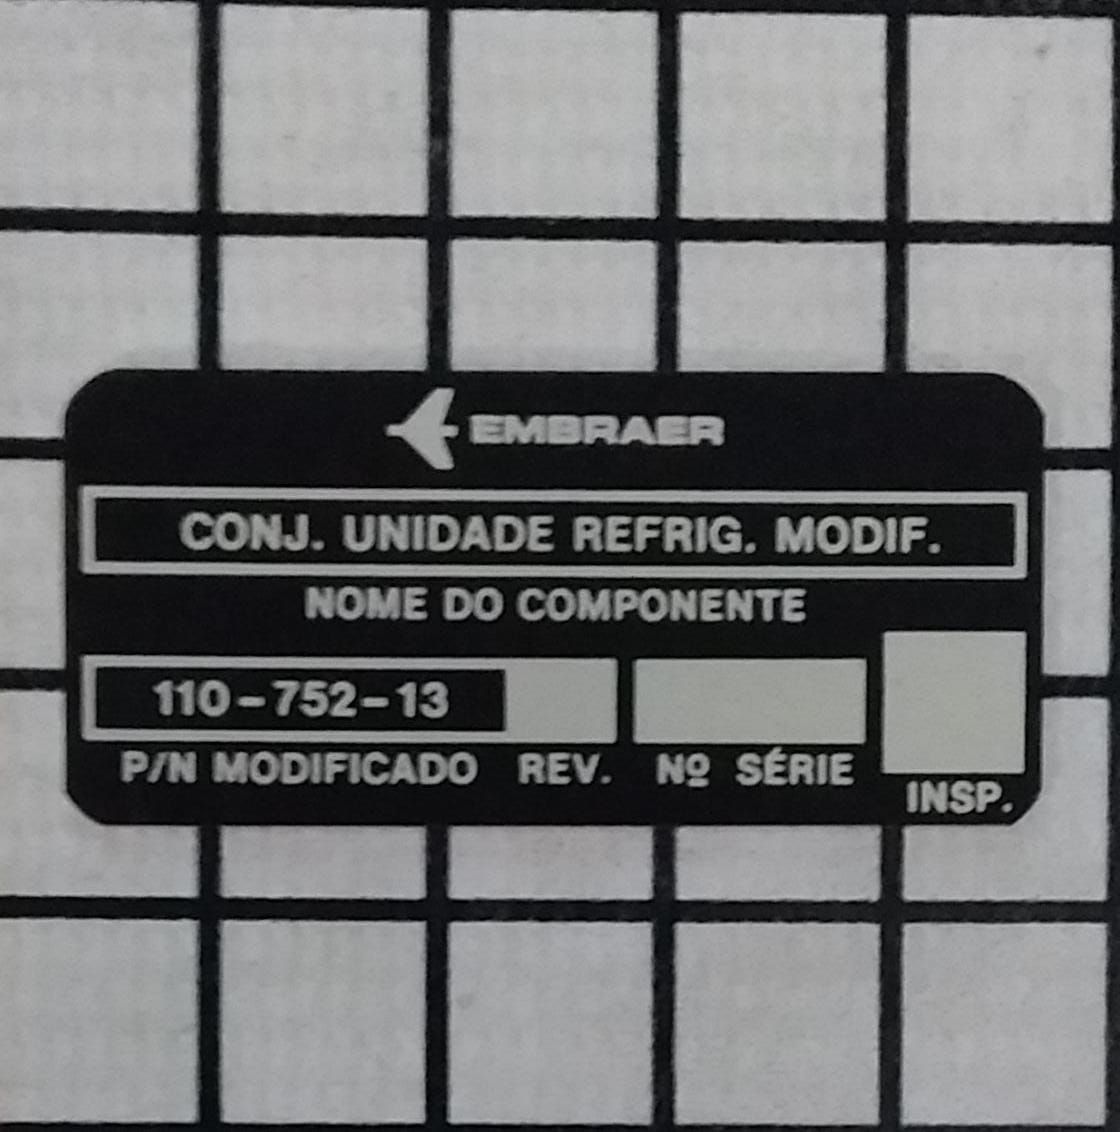 EMBRAER
CONJ. UNIDADE REFRIG. MODIF.
NOME DO COMPONENTE
110-752-13
P/N MODIFICADO REV. Nº SÉRIE
INSP.